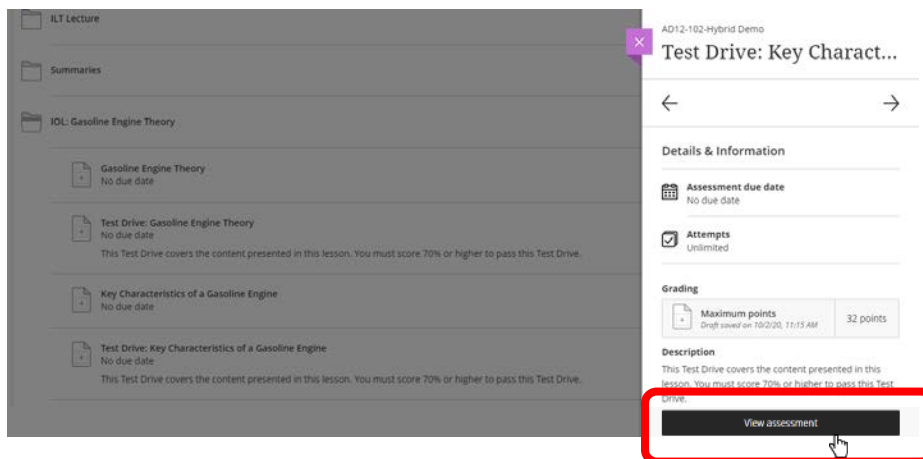 ILT Lecture
Summaries
IOL: Gasoline Engine Theory
Gasoline Engine Theory
No due date
Test Drive: Gasoline Engine Theory
No due date
This Test Drive covers the content presented in this lesson. You must score 70% or higher to pass this Test Drive.
Key Characteristics of a Gasoline Engine
No due date
Test Drive: Key Characteristics of a Gasoline Engine
No due date
This Test Drive covers the content presented in this lesson. You must score 70% or higher to pass this Test Drive.
AD12-102-Hybrid Demo
Test Drive: Key Charact...
Details & Information
Assessment due date
No due date
Attempts
Unlimited
Grading
Maximum points
Draft saved on 10/2/20, 11:15 AM
32 points
Description
This Test Drive covers the content presented in this
lesson. You must score 70% or higher to pass this Test
Drive.
View assessment